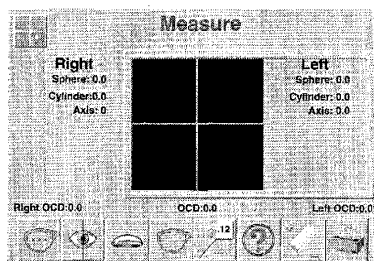 Measure
Right
Sphere: 0.0
Cylinder:0.0
Axis: 0
Left
Sphere: 0.0
Cylinder: 0.0
Axis: 0.0
Right OCD:0.0
OCD:0.0
Left OCD:0.0
.12
?